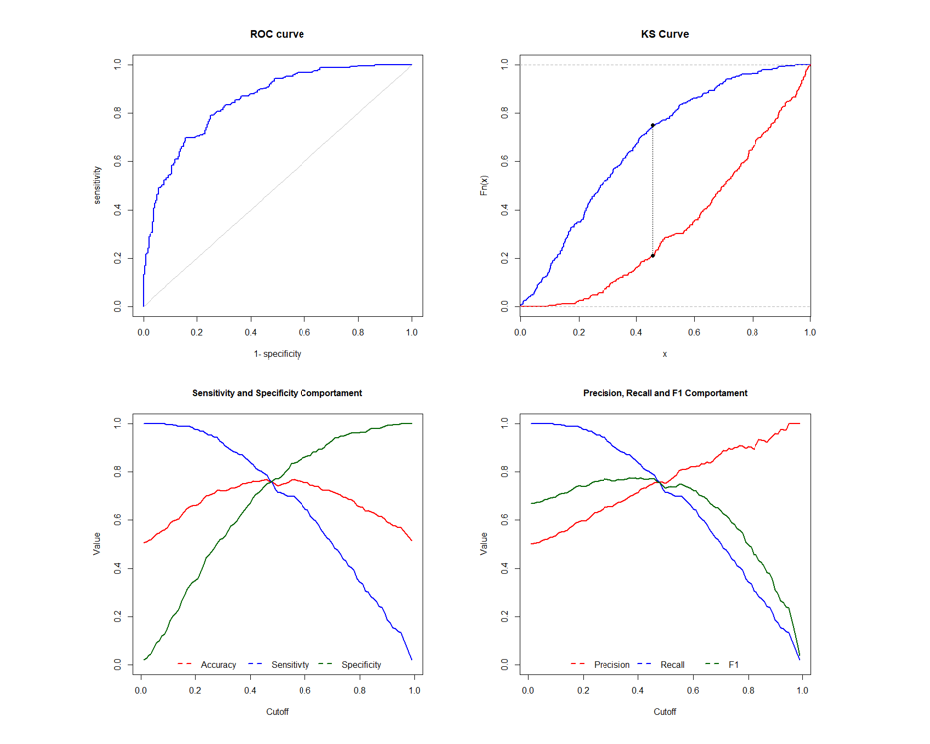 ROC curve
sensitivity
0.0 0.2 0.4 0.6 0.8 1.0
0.0 0.2 0.4 0.6 0.8 1.0
1- specificity
KS Curve
Fn(x)
0.0 0.2 0.4 0.6 0.8 1.0
0.0 0.2 0.4 0.6 0.8 1.0
x
Sensitivity and Specificity Comportament
Value
0.0 0.2 0.4 0.6 0.8 1.0
Accuracy Sensitivty Specificity
0.0 0.2 0.4 0.6 0.8 1.0
Cutoff
Precision, Recall and F1 Comportament
Value
0.0 0.2 0.4 0.6 0.8 1.0
Precision Recall F1
0.0 0.2 0.4 0.6 0.8 1.0
Cutoff